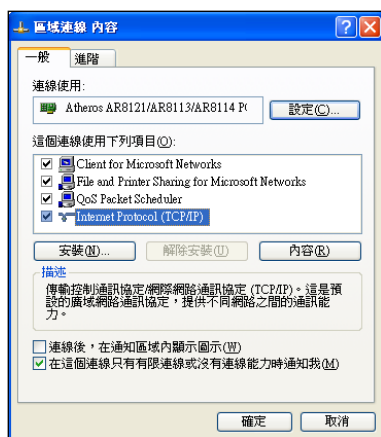 區域連線 內容
一般
進階
連線使用:
Atheros AR8121/AR8113/AR8114 P
設定(C)...
這個連線使用下列項目(O):
Client for Microsoft Networks
File and Printer Sharing for Microsoft Networks
QoS Packet Scheduler
Internet Protocol (TCP/IP)
安裝(N)...
解除安裝(U)
內容(R)
描述
傳輸控制通訊協定/網際網路通訊協定 (TCP/IP)。這是預
設的廣域網路通訊協定，提供不同網路之間的通訊能
力。
連線後，在通知區域內顯示圖示(W)
在這個連線只有有限連線或沒有連線能力時通知我(M)
確定
取消